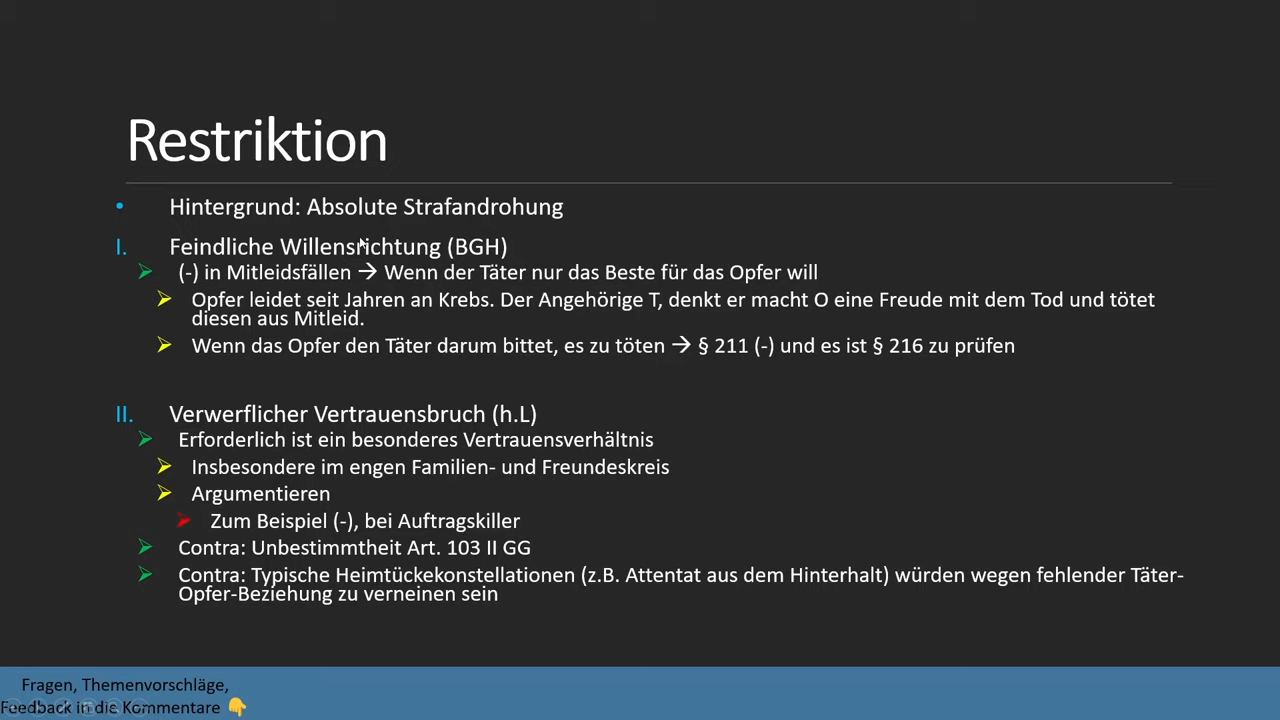 Restriktion
• Hintergrund: Absolute Strafandrohung
I. Feindliche Willensrichtung (BGH)
(-) in Mitleidsfällen → Wenn der Täter nur das Beste für das Opfer will
Opfer leidet seit Jahren an Krebs. Der Angehörige T, denkt er macht O eine Freude mit dem Tod und tötet
diesen aus Mitleid.
Wenn das Opfer den Täter darum bittet, es zu töten → § 211 (-) und es ist § 216 zu prüfen
II. Verwerflicher Vertrauensbruch (h.L)
Erforderlich ist ein besonderes Vertrauensverhältnis
Insbesondere im engen Familien- und Freundeskreis
Argumentieren
Zum Beispiel (-), bei Auftragskiller
Contra: Unbestimmtheit Art. 103 II GG
Contra: Typische Heimtückekonstellationen (z.B. Attentat aus dem Hinterhalt) würden wegen fehlender Täter-
Opfer-Beziehung zu verneinen sein
Fragen, Themenvorschläge,
Feedback in die Kommentare 👇